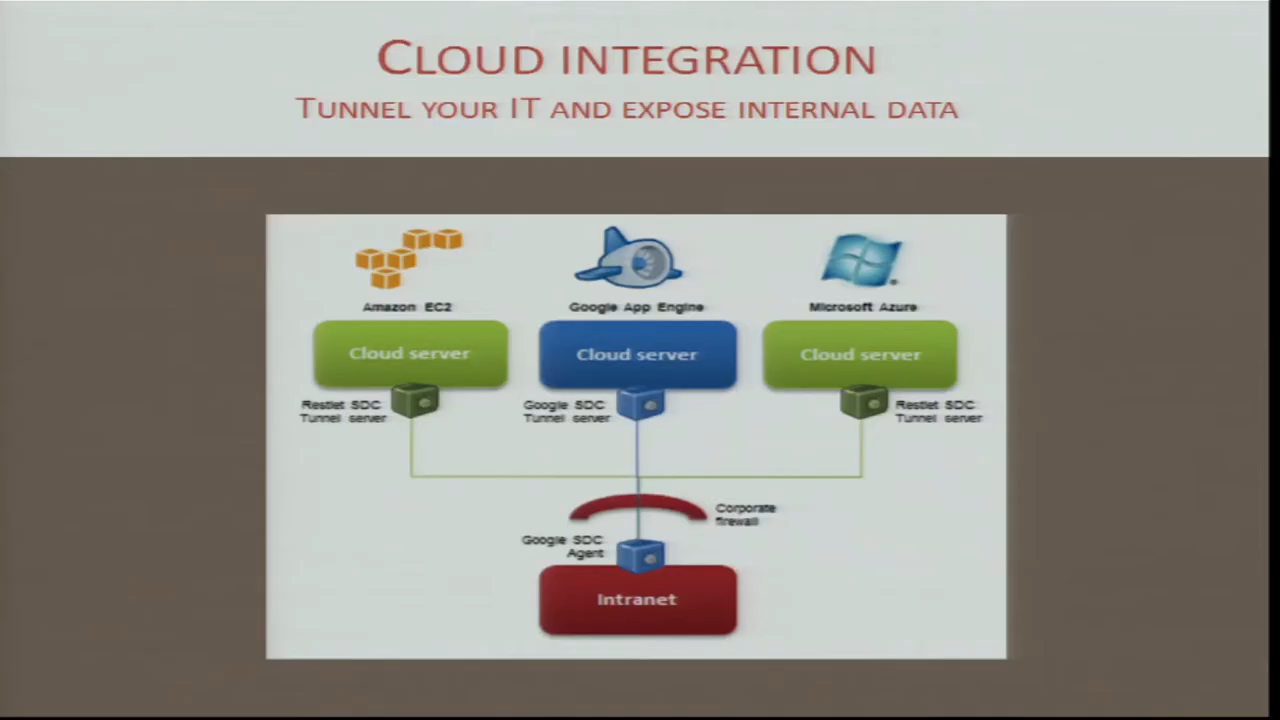 Cloud integration
Tunnel your IT and expose internal data
Amazon EC2
Google App Engine
Microsoft Azure
Cloud server
Cloud server
Cloud server
Restlet SDC
Tunnel server
Google SDC
Tunnel server
Restlet SDC
Tunnel server
Corporate
firewall
Google SDC
Agent
Intranet